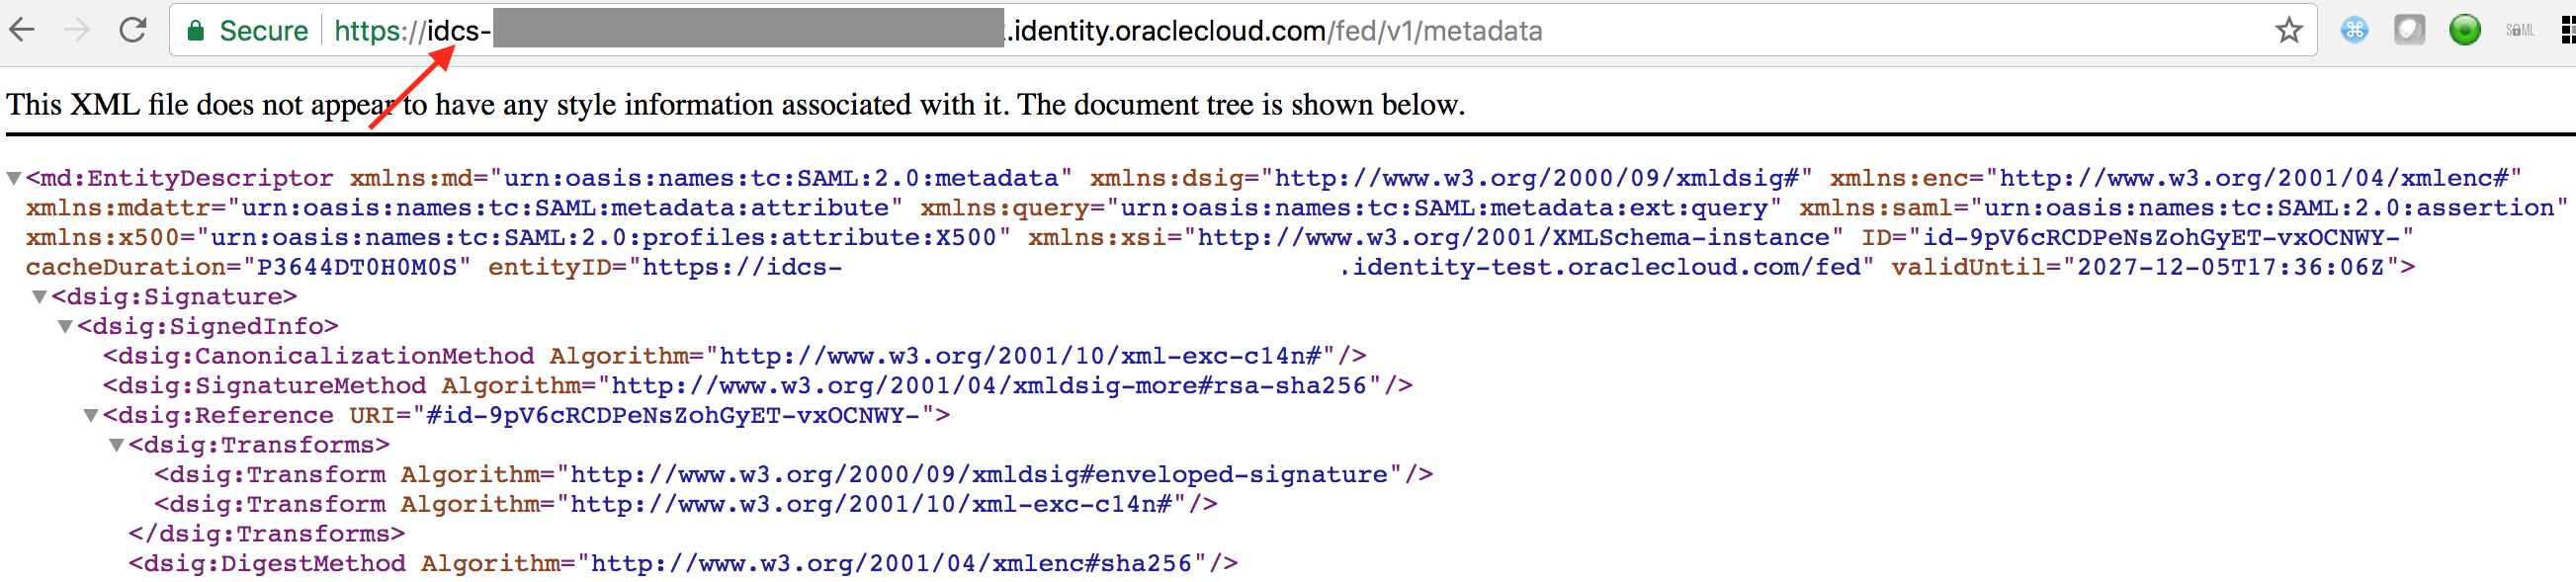 Secure https://idcs- .identity.oraclecloud.com/fed/v1/metadata
This XML file does not appear to have any style information associated with it. The document tree is shown below.
<md:EntityDescriptor xmlns:md="urn:oasis:names:tc:SAML:2.0:metadata" xmlns:dsig="http://www.w3.org/2000/09/xmldsig#" xmlns:enc="http://www.w3.org/2001/04/xmlenc#"
xmlns:mdattr="urn:oasis:names:tc:SAML:metadata:attribute" xmlns:query="urn:oasis:names:tc:SAML:metadata:ext:query" xmlns:saml="urn:oasis:names:tc:SAML:2.0:assertion"
xmlns:x500="urn:oasis:names:tc:SAML:2.0:profiles:attribute:X500" xmlns:xsi="http://www.w3.org/2001/XMLSchema-instance" ID="id-9pV6cRCDPeNsZohGyET-vxOCNWY-"
cacheDuration="P3644DT0H0M0S" entityID="https://idcs- .identity-test.oraclecloud.com/fed" validUntil="2027-12-05T17:36:06Z">
<dsig:Signature>
<dsig:SignedInfo>
<dsig:CanonicalizationMethod Algorithm="http://www.w3.org/2001/10/xml-exc-c14n#"/>
<dsig:SignatureMethod Algorithm="http://www.w3.org/2001/04/xmldsig-more#rsa-sha256"/>
<dsig:Reference URI="#id-9pV6cRCDPeNsZohGyET-vxOCNWY-">
<dsig:Transforms>
<dsig:Transform Algorithm="http://www.w3.org/2000/09/xmldsig#enveloped-signature"/>
<dsig:Transform Algorithm="http://www.w3.org/2001/10/xml-exc-c14n#"/>
</dsig:Transforms>
<dsig:DigestMethod Algorithm="http://www.w3.org/2001/04/xmlenc#sha256"/>